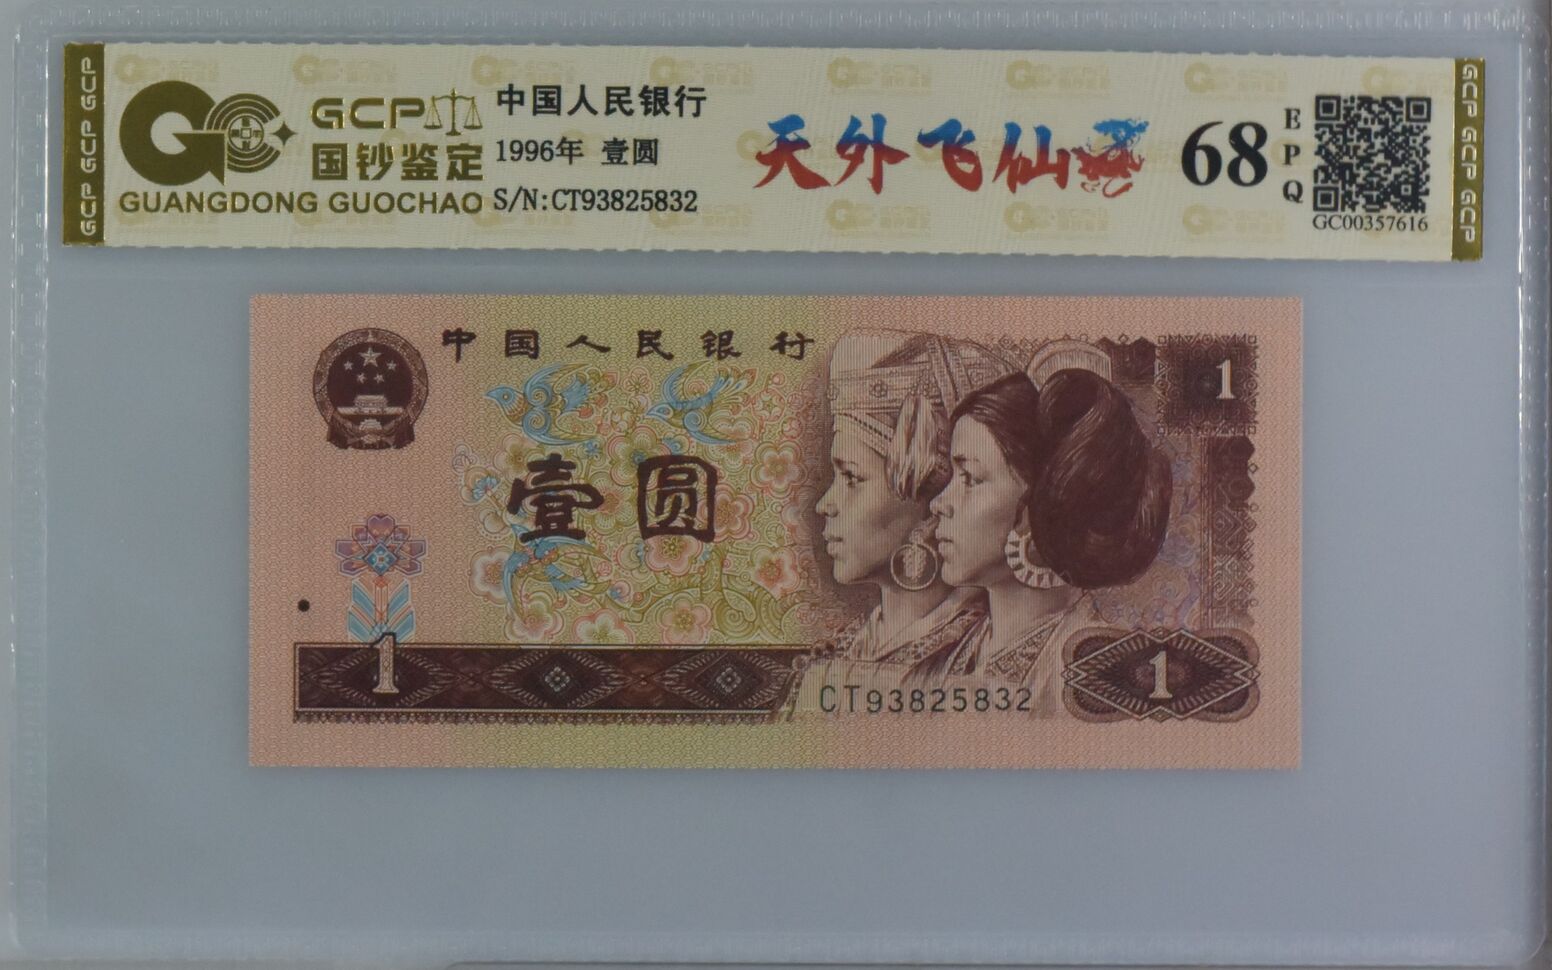 GCP GCP GCP
GCP
国钞鉴定
GUANGDONG GUOCHAO
中国人民银行
1996年 壹圆
S/N:CT93825832
天外飞仙
68
EPQ
GC00357616
GCP GCP GCP
中国人民银行
1
壹圆
1
CT93825832
1